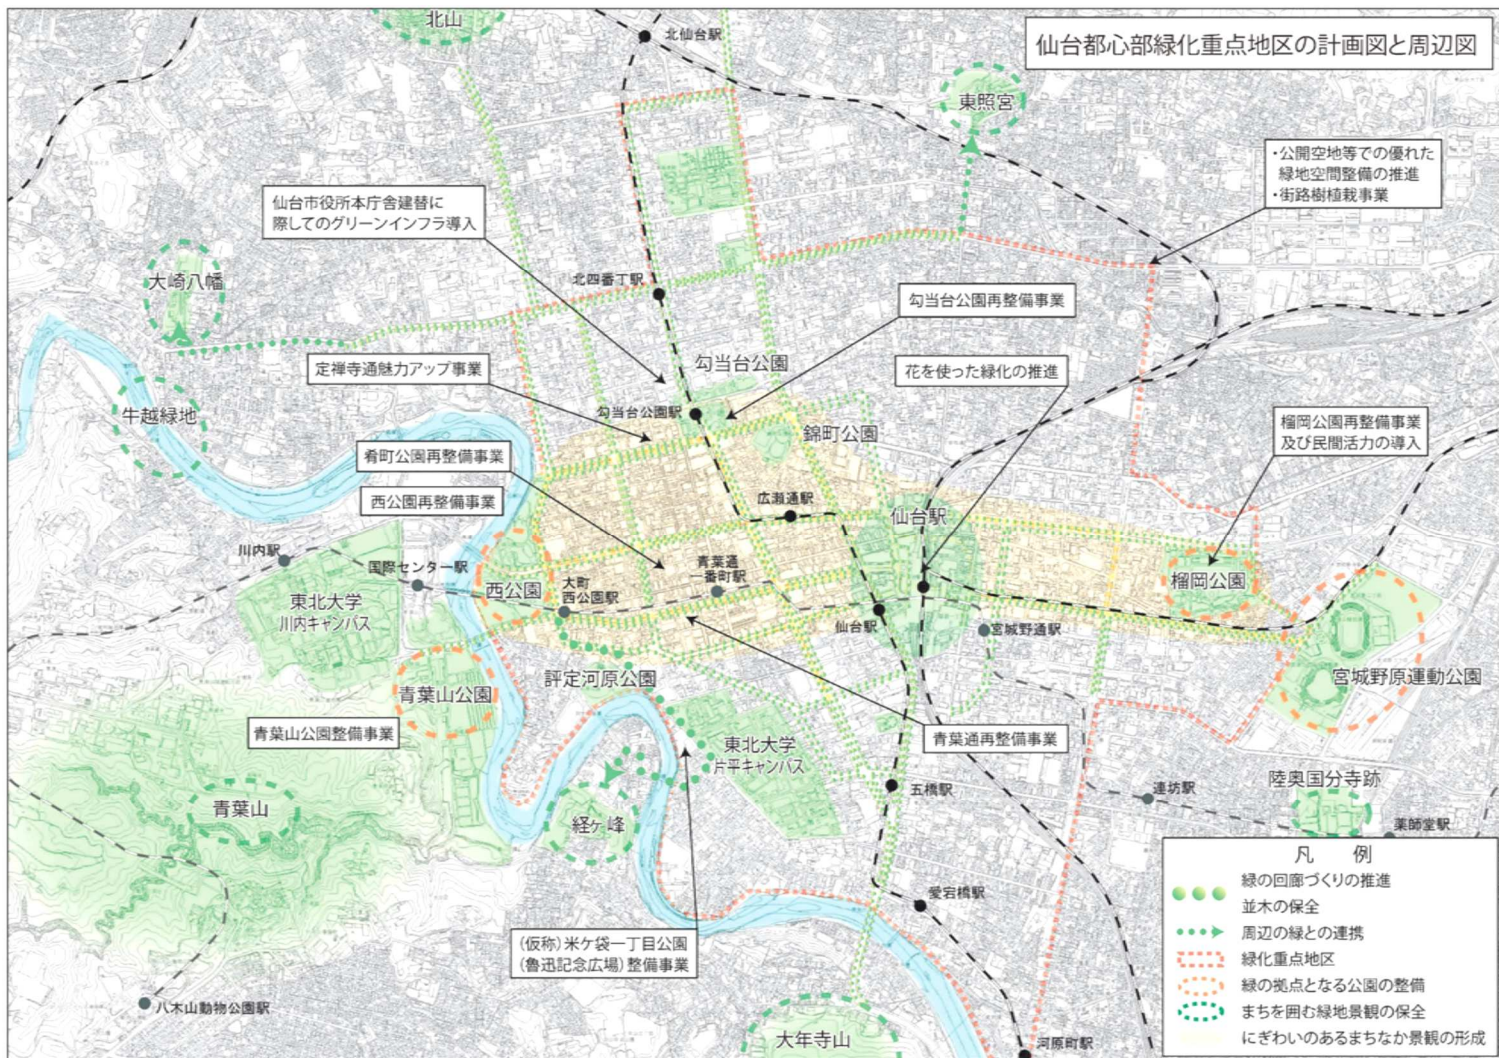 仙台都心部緑化重点地区の計画図と周辺図
北山
北仙台駅
東照宮
・公開空地等での優れた
緑地空間整備の推進
・街路樹植栽事業
仙台市役所本庁舎建替に
際してのグリーンインフラ導入
大崎八幡
北四番丁駅
勾当台公園再整備事業
勾当台公園
定禅寺通魅力アップ事業
花を使った緑化の推進
牛越緑地
勾当台公園駅
錦町公園
榴岡公園再整備事業
及び民間活力の導入
肴町公園再整備事業
西公園再整備事業
広瀬通駅
仙台駅
川内駅
国際センター駅
青葉通
一番町駅
榴岡公園
西公園
大町
西公園駅
東北大学
川内キャンパス
仙台駅
宮城野通駅
評定河原公園
宮城野原運動公園
青葉山公園
青葉山公園整備事業
東北大学
片平キャンパス
青葉通再整備事業
陸奥国分寺跡
五橋駅
連坊駅
青葉山
経ケ峰
薬師堂駅
愛宕橋駅
(仮称)米ケ袋一丁目公園
(魯迅記念広場)整備事業
八木山動物公園駅
大年寺山
河原町駅
凡 例
緑の回廊づくりの推進
並木の保全
周辺の緑との連携
緑化重点地区
緑の拠点となる公園の整備
まちを囲む緑地景観の保全
にぎわいのあるまちなか景観の形成